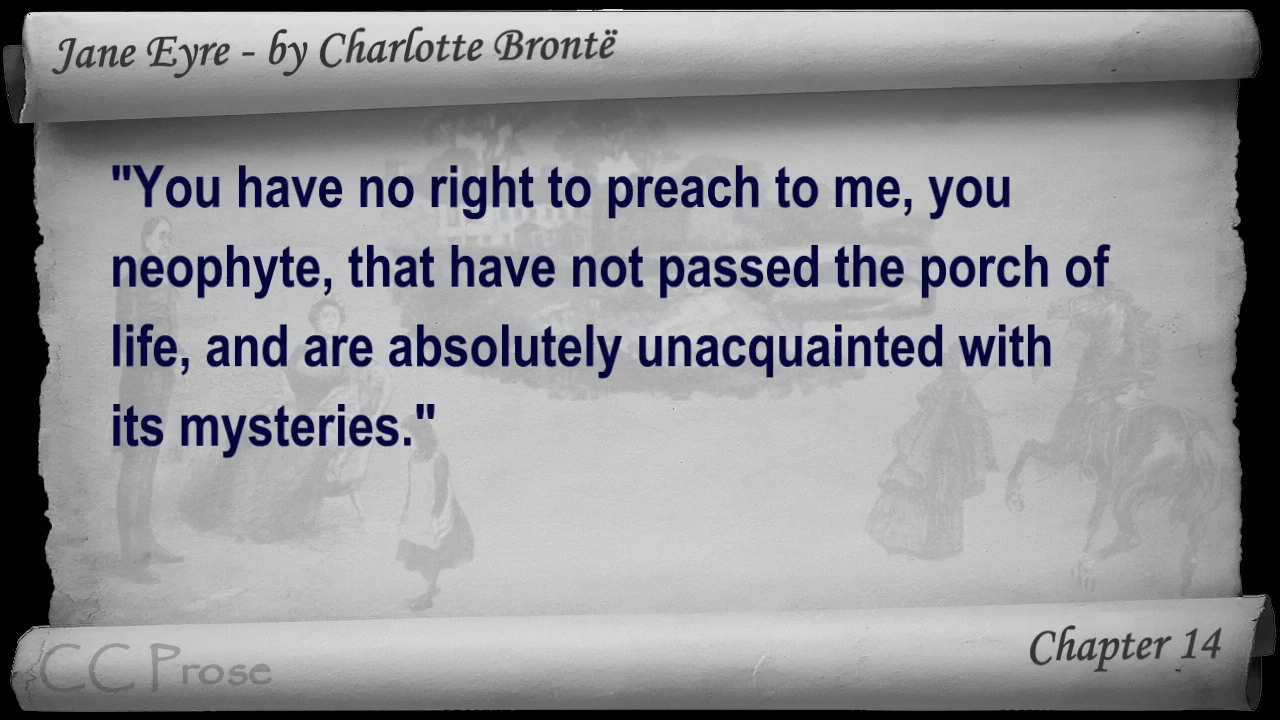 Jane Eyre - by Charlotte Brontë
"You have no right to preach to me, you
neophyte, that have not passed the porch of
life, and are absolutely unacquainted with
its mysteries."
Chapter 14
CC Prose